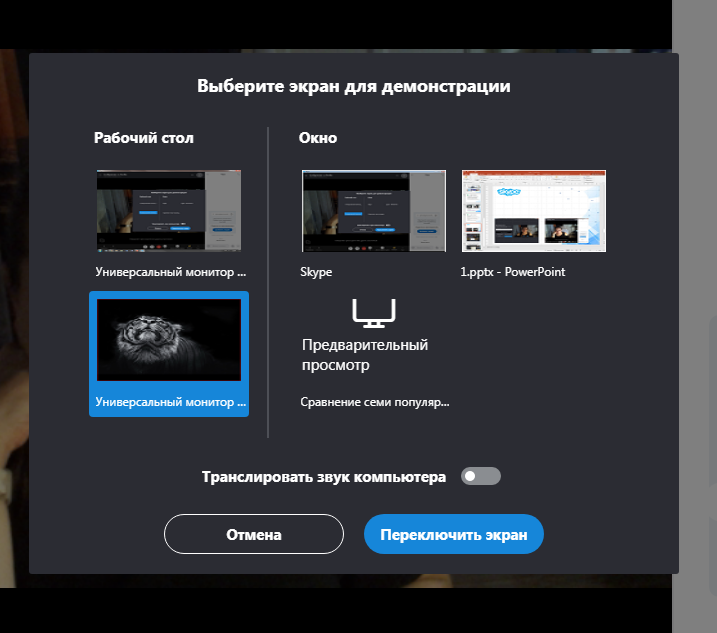 Выберите экран для демонстрации
Рабочий стол
Окно
Универсальный монитор ...
Skype
1.pptx - PowerPoint
Универсальный монитор ...
Предварительный
просмотр
Сравнение семи популяр...
Транслировать звук компьютера
Отмена
Переключить экран